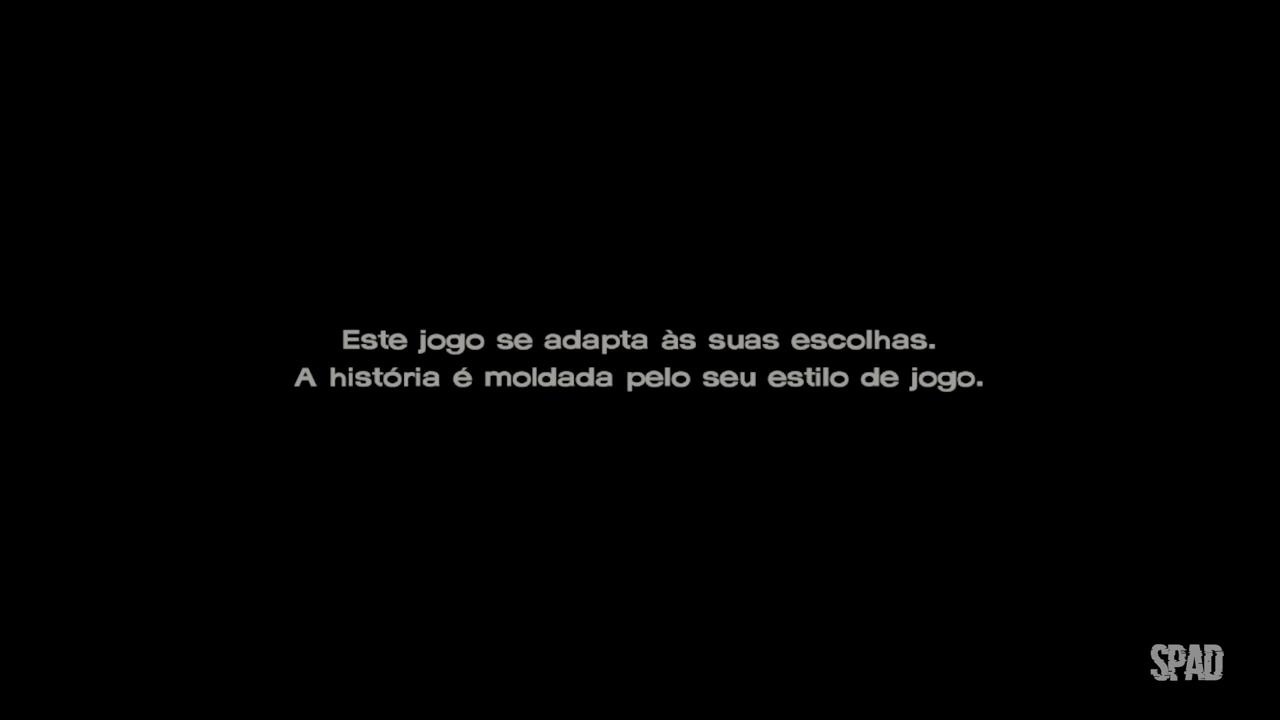 Este jogo se adapta às suas escolhas.
A história é moldada pelo seu estilo de jogo.
SPAD